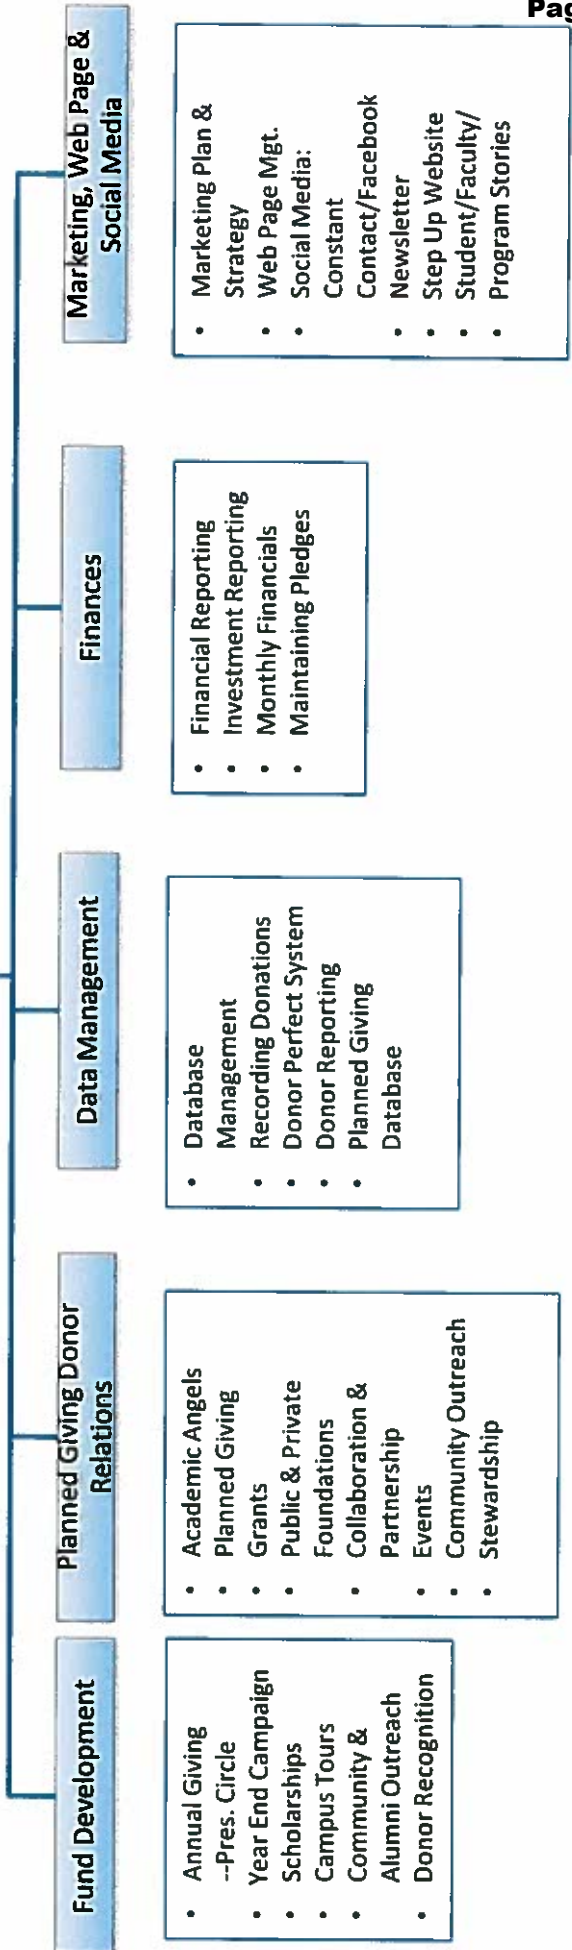 Pag
Fund Development
• Annual Giving
--Pres. Circle
• Year End Campaign
• Scholarships
• Campus Tours
• Community &
Alumni Outreach
• Donor Recognition
Planned Giving Donor
Relations
• Academic Angels
• Planned Giving
• Grants
• Public & Private
Foundations
• Collaboration &
Partnership
• Events
• Community Outreach
• Stewardship
Data Management
• Database
Management
• Recording Donations
• Donor Perfect System
• Donor Reporting
• Planned Giving
Database
Finances
• Financial Reporting
• Investment Reporting
• Monthly Financials
• Maintaining Pledges
Marketing, Web Page &
Social Media
• Marketing Plan &
Strategy
• Web Page Mgt.
• Social Media:
Constant
Contact/Facebook
• Newsletter
• Step Up Website
• Student/Faculty/
• Program Stories